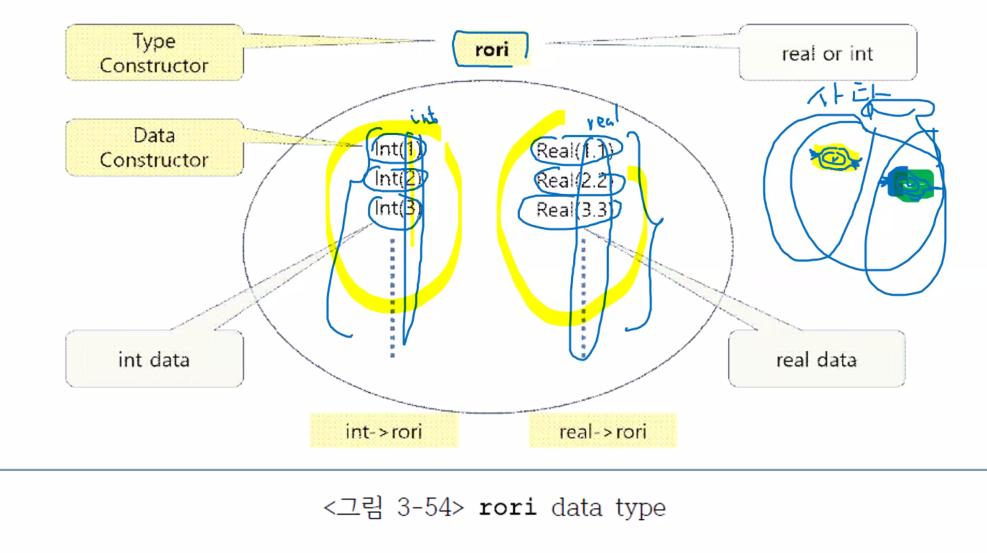 Type
Constructor
rori
real or int
사탕
Data
Constructor
int
real
Int(1)
Real(1.1)
Int(2)
Real(2.2)
Int(3)
Real(3.3)
int data
real data
int->rori
real->rori
<그림 3-54> rori data type